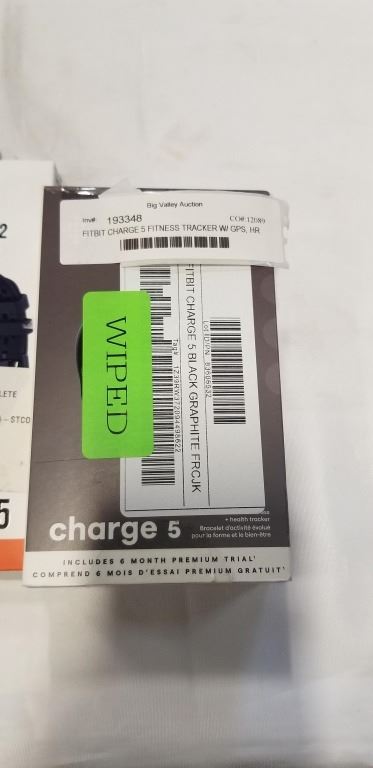 2
LETE
-STCO
5
Big Valley Auction
Inv#: 193348
CO#:12089
FITBIT CHARGE 5 FITNESS TRACKER W/ GPS, HR
WIPED
FITBIT CHARGE 5 BLACK GRAPHITE FRCJK
charge 5
+ health tracker
Bracelet d'activité évolué
pour la forme et le bien-être
INCLUDES 6 MONTH PREMIUM TRIAL¹
COMPREND 6 MOIS D'ESSAI PREMIUM GRATUIT¹